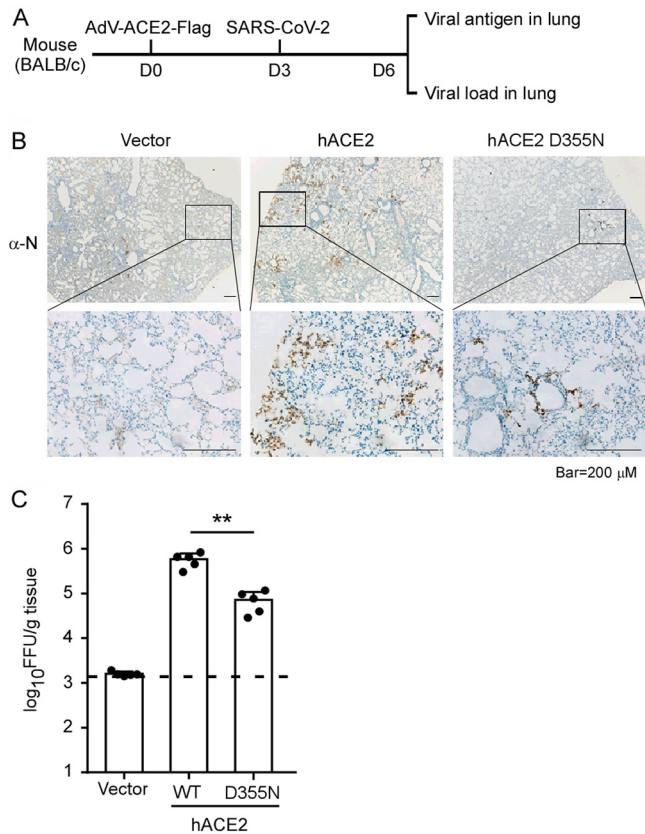 A
AdV-ACE2-Flag SARS-CoV-2
Viral antigen in lung
Mouse
(BALB/c)
D0 D3 D6
Viral load in lung
B
Vector hACE2 hACE2 D355N
α-N
Bar=200 μM
C
7
**
6
5
4
3
2
1
log10FFU/g tissue
Vector WT D355N
hACE2